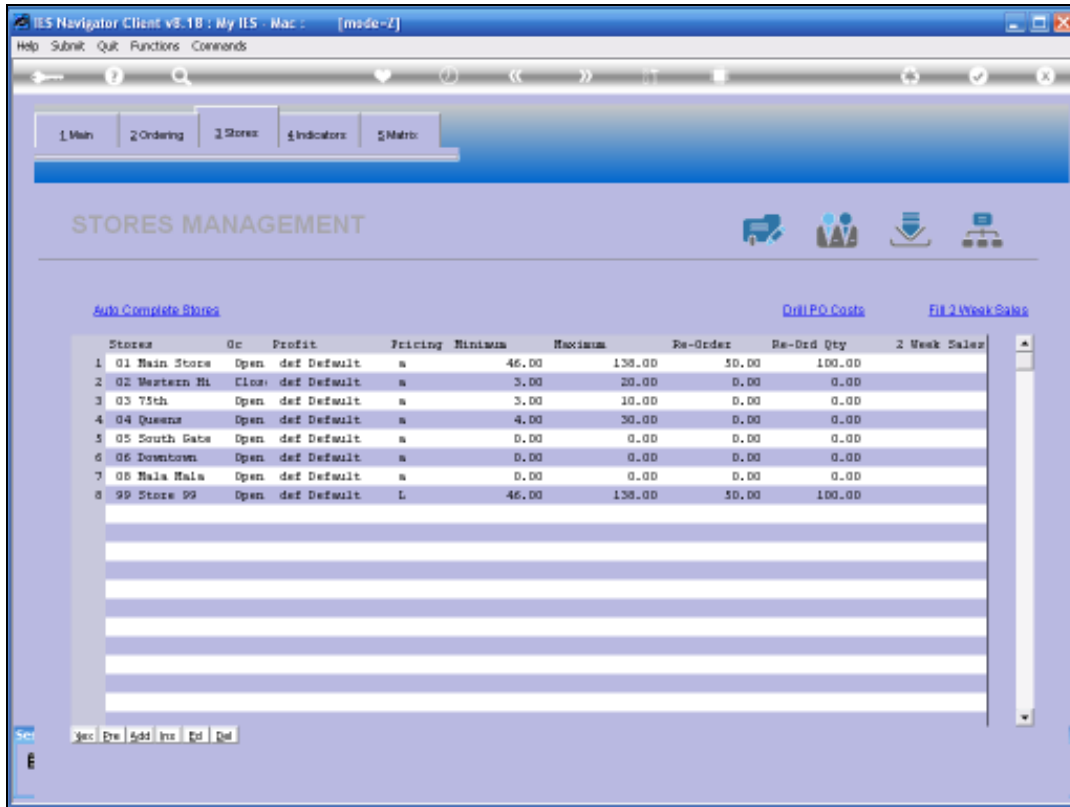 IES Navigator Client v8.1B : My IES - Mac : [mode=Z]
Help Submit Quit Functions Commands
1 Main 2 Ordering 3 Stores 4 Indicators 5 Matrix
STORES MANAGEMENT
Auto Complete Stores Drill PO Costs Fill 2 Week Sales
Stores Oc Profit Pricing Minimum Maximum Re-Order Re-Ord Qty 2 Week Sales
1 01 Main Store Open def Default m 46.00 138.00 50.00 100.00
2 02 Western Mi Clos def Default m 3.00 20.00 0.00 0.00
3 03 75th Open def Default m 3.00 10.00 0.00 0.00
4 04 Queens Open def Default m 4.00 30.00 0.00 0.00
5 05 South Gate Open def Default m 0.00 0.00 0.00 0.00
6 06 Downtown Open def Default m 0.00 0.00 0.00 0.00
7 08 Mala Mala Open def Default m 0.00 0.00 0.00 0.00
8 99 Store 99 Open def Default L 46.00 138.00 50.00 100.00
Nex Pre Add Ins Ed Del